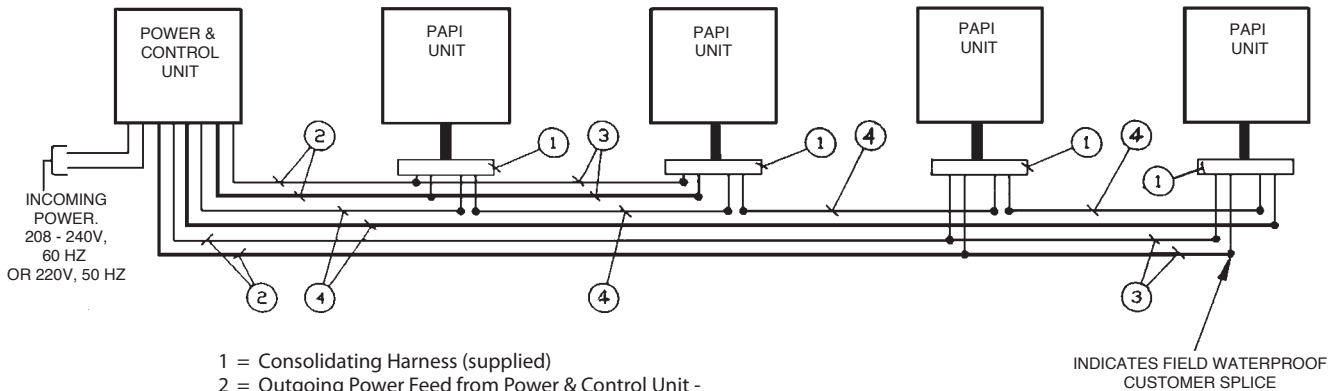 POWER &
CONTROL
UNIT
PAPI
UNIT
PAPI
UNIT
PAPI
UNIT
PAPI
UNIT
2
1
3
1
4
1
4
1
INCOMING
POWER.
208 - 240V,
60 HZ
OR 220V, 50 HZ
2
4
4
3
INDICATES FIELD WATERPROOF
CUSTOMER SPLICE
1 = Consolidating Harness (supplied)
2 = Outgoing Power Feed from Power & Control Unit -